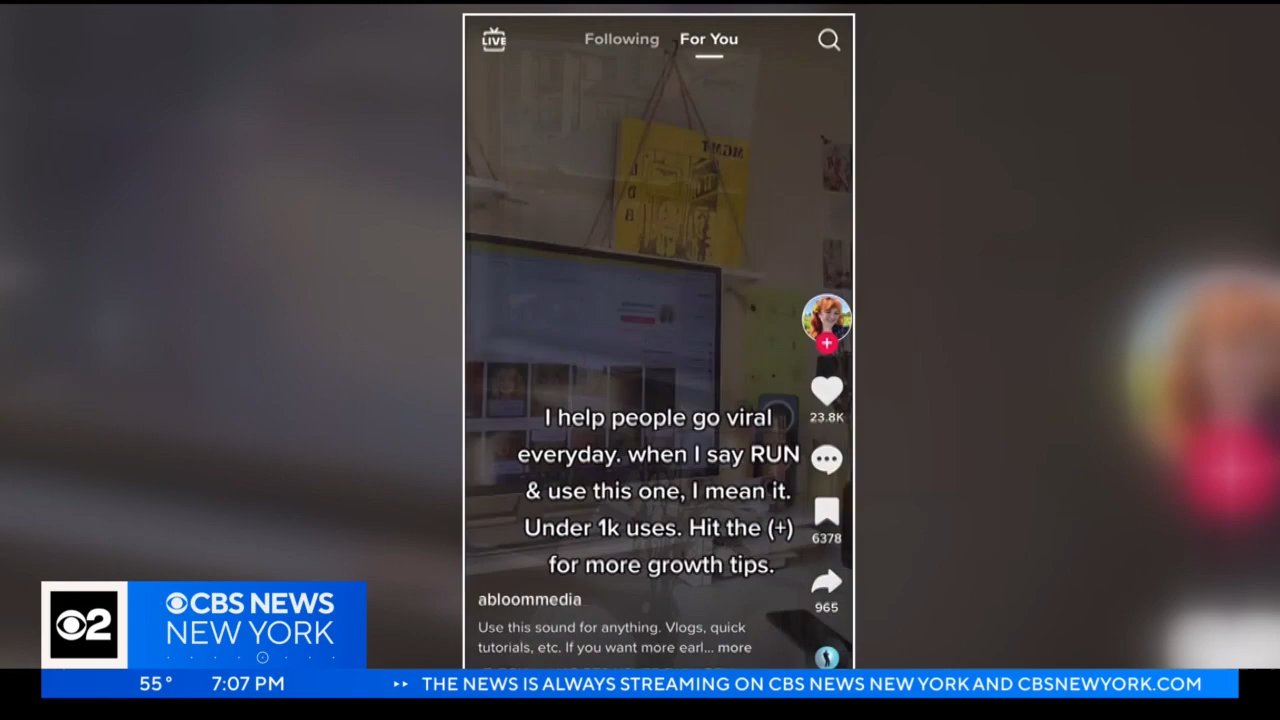 LIVE
Following
For You
MGMT
I help people go viral
everyday. when I say RUN
& use this one, I mean it.
Under 1k uses. Hit the (+)
for more growth tips.
23.8K
6378
965
abloommedia
Use this sound for anything. Vlogs, quick
tutorials, etc. If you want more earl... more
2
CBS NEWS
NEW YORK
55°
7:07 PM
THE NEWS IS ALWAYS STREAMING ON CBS NEWS NEW YORK AND CBSNEWYORK.COM